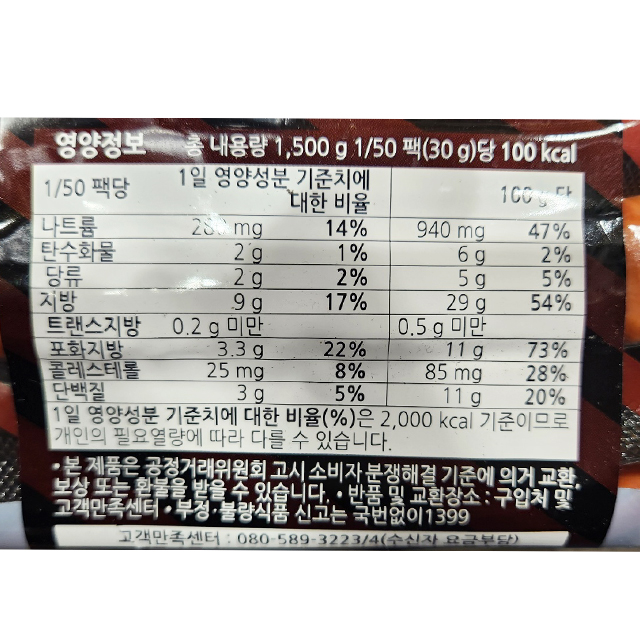 영양정보 총 내용량 1,500 g 1/50 팩(30 g)당 100 kcal
1/50 팩당 1일 영양성분 기준치에 대한 비율 100 g 당
나트륨 mg 14% 940 mg 47%
탄수화물 2 g 1% 6 g 2%
당류 2 g 2% 5 g 5%
지방 9 g 17% 29 g 54%
트랜스지방 0.2 g 미만 0.5 g 미만
포화지방 3.3 g 22% 11 g 73%
콜레스테롤 25 mg 8% 85 mg 28%
단백질 3 g 5% 11 g 20%
1일 영양성분 기준치에 대한 비율(%)은 2,000 kcal 기준이므로
개인의 필요열량에 따라 다를 수 있습니다.
• 본 제품은 공정거래위원회 고시 소비자 분쟁해결 기준에 의거 교환,
보상 또는 환불을 받을 수 있습니다. • 반품 및 교환장소 : 구입처 및
고객만족센터 • 부정·불량식품 신고는 국번없이 1399
고객만족센터 : 080-589-3223/4(수신자 요금부담)